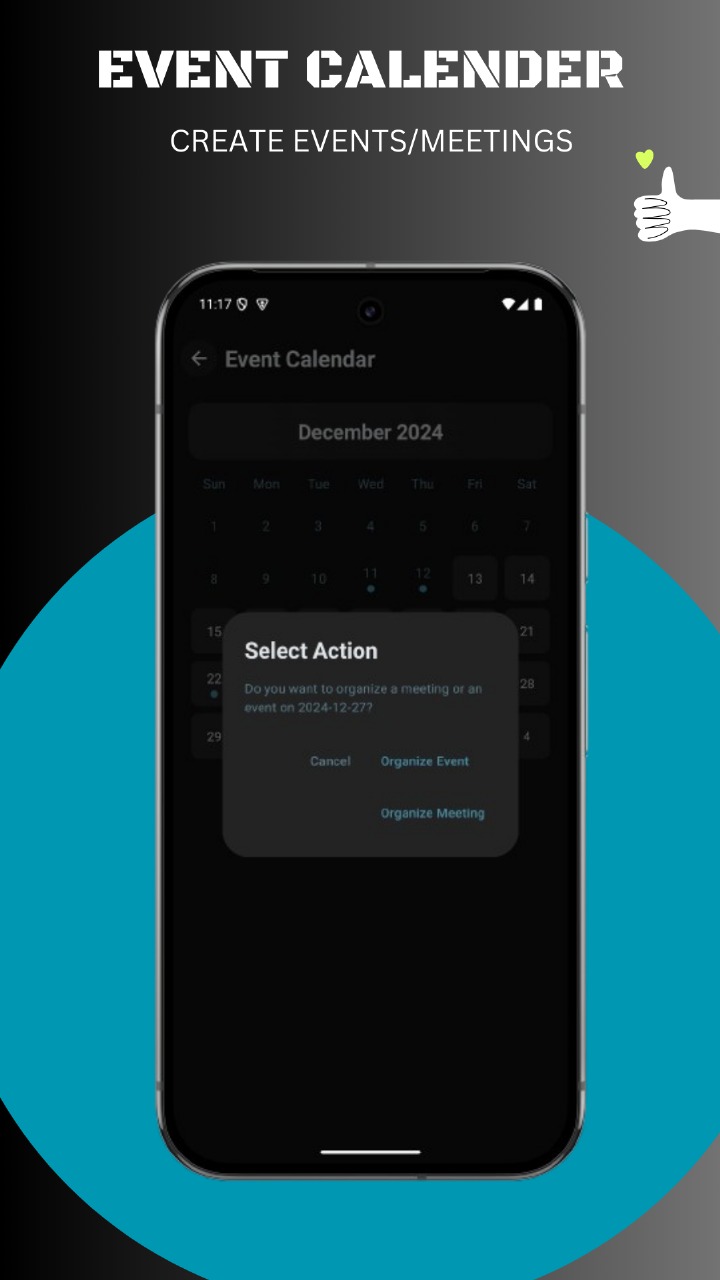 EVENT CALENDER
CREATE EVENTS/MEETINGS
11:17
Event Calendar
December 2024
Sun Mon Tue Wed Thu Fri Sat
1 2 3 4 5 6 7
8 9 10 11 12 13 14
15 21
22 28
29 4
Select Action
Do you want to organize a meeting or an
event on 2024-12-27?
Cancel Organize Event
Organize Meeting